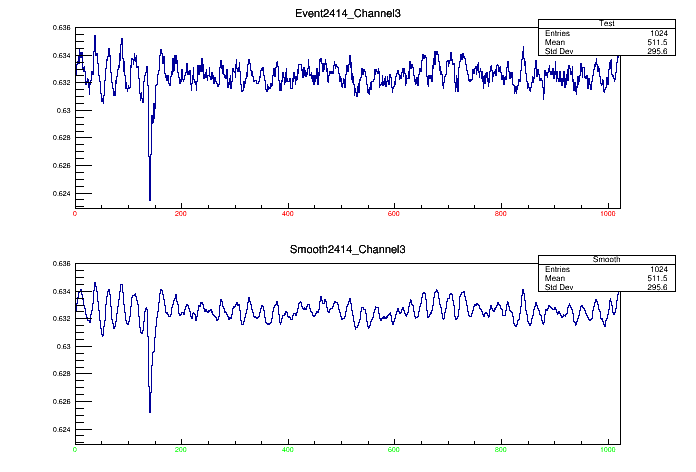 Event2414_Channel3
Test
Entries 1024
Mean 511.5
Std Dev 295.6
0.636
0.634
0.632
0.63
0.628
0.626
0.624
0 200 400 600 800 1000
Smooth2414_Channel3
Smooth
Entries 1024
Mean 511.5
Std Dev 295.6
0.636
0.634
0.632
0.63
0.628
0.626
0.624
0 200 400 600 800 1000